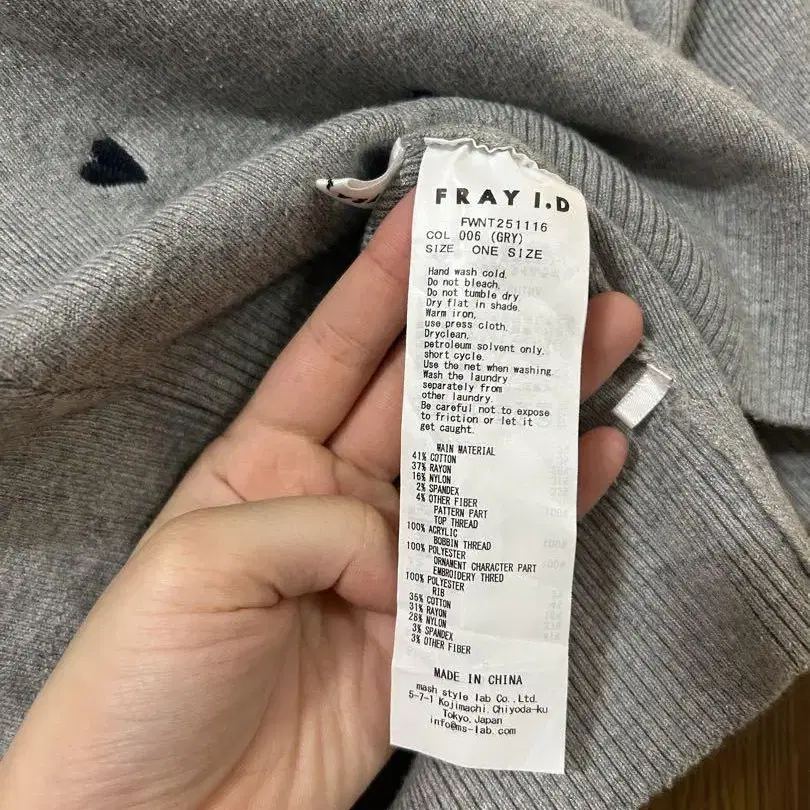 FRAY I.D
FWNT251116
COL 006 (GRY)
SIZE ONE SIZE
Hand wash cold.
Do not bleach.
Do not tumble dry
Dry flat in shade.
Warm iron,
use press cloth.
Dryclean,
petroleum solvent only.
short cycle.
Use the net when washing.
Wash the laundry
separately from
other laundry.
Be careful not to expose
to friction or let it
get caught.
MAIN MATERIAL
41% COTTON
37% RAYON
16% NYLON
2% SPANDEX
4% OTHER FIBER
PATTERN PART
TOP THREAD
100% ACRYLIC
BOBBIN THREAD
100% POLYESTER
ORNAMENT CHARACTER PART
EMBROIDERY THRED
100% POLYESTER
RIB
35% COTTON
31% RAYON
28% NYLON
3% SPANDEX
3% OTHER FIBER
MADE IN CHINA
mash style lab Co.,Ltd.
5-7-1 Kojimachi, Chiyoda-ku
Tokyo, Japan
info@ms-lab.com